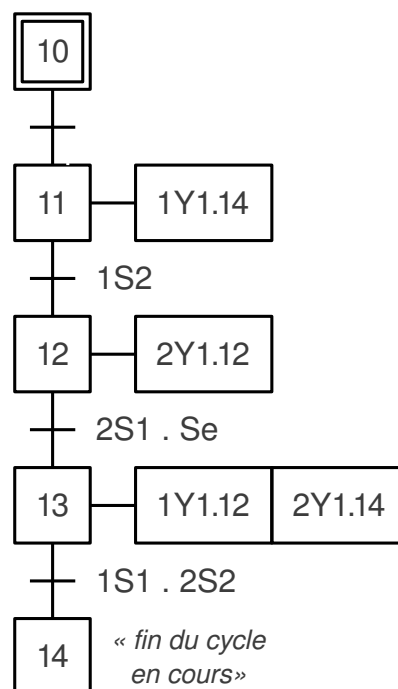 10
11 1Y1.14
1S2
12 2Y1.12
2S1 . Se
13 1Y1.12 2Y1.14
1S1 . 2S2
14 « fin du cycle
en cours»